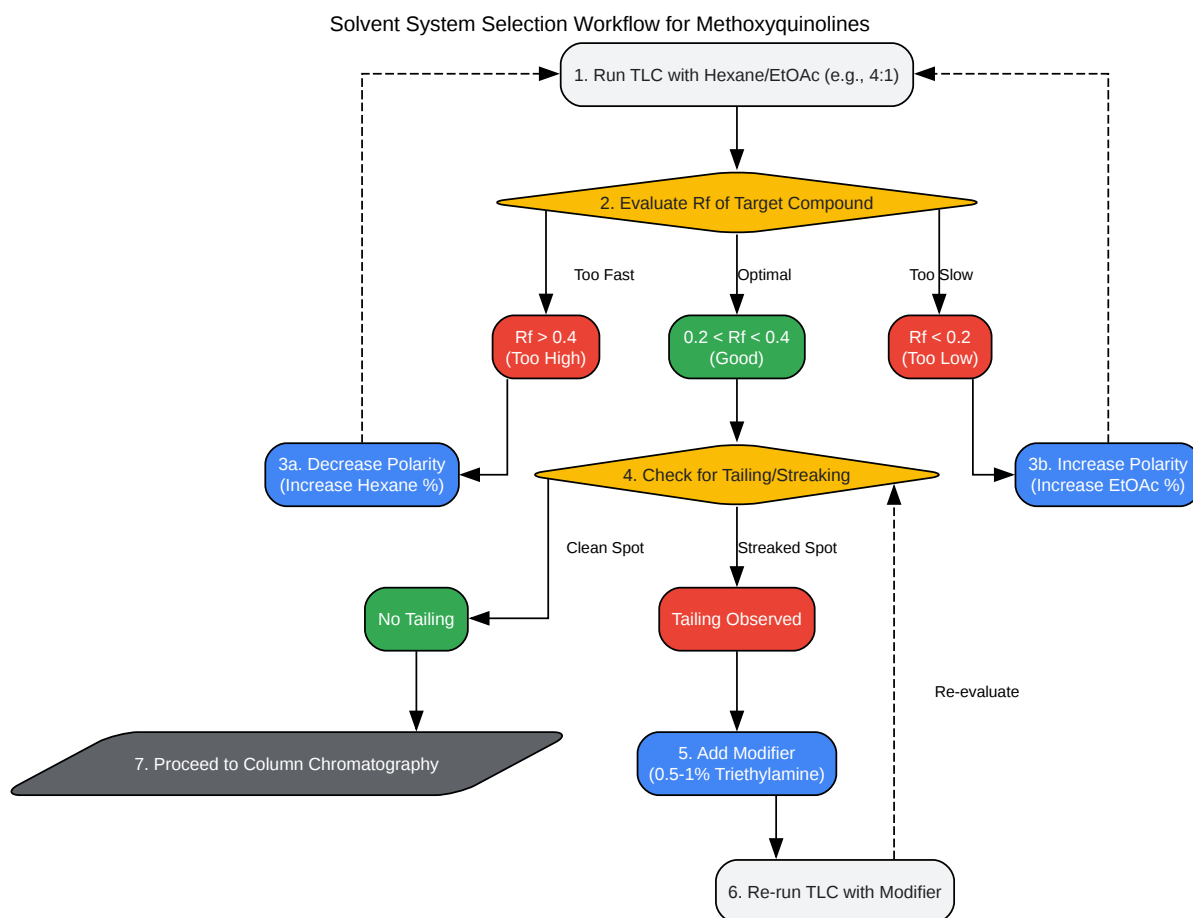 Solvent System Selection Workflow for Methoxyquinolines
1. Run TLC with Hexane/EtOAc (e.g., 4:1)
2. Evaluate Rf of Target Compound
Too Fast
Optimal
Too Slow
Rf > 0.4
(Too High)
0.2 < Rf < 0.4
(Good)
Rf < 0.2
(Too Low)
3a. Decrease Polarity
(Increase Hexane %)
4. Check for Tailing/Streaking
3b. Increase Polarity
(Increase EtOAc %)
Clean Spot
Streaked Spot
No Tailing
Tailing Observed
Re-evaluate
7. Proceed to Column Chromatography
5. Add Modifier
(0.5-1% Triethylamine)
6. Re-run TLC with Modifier